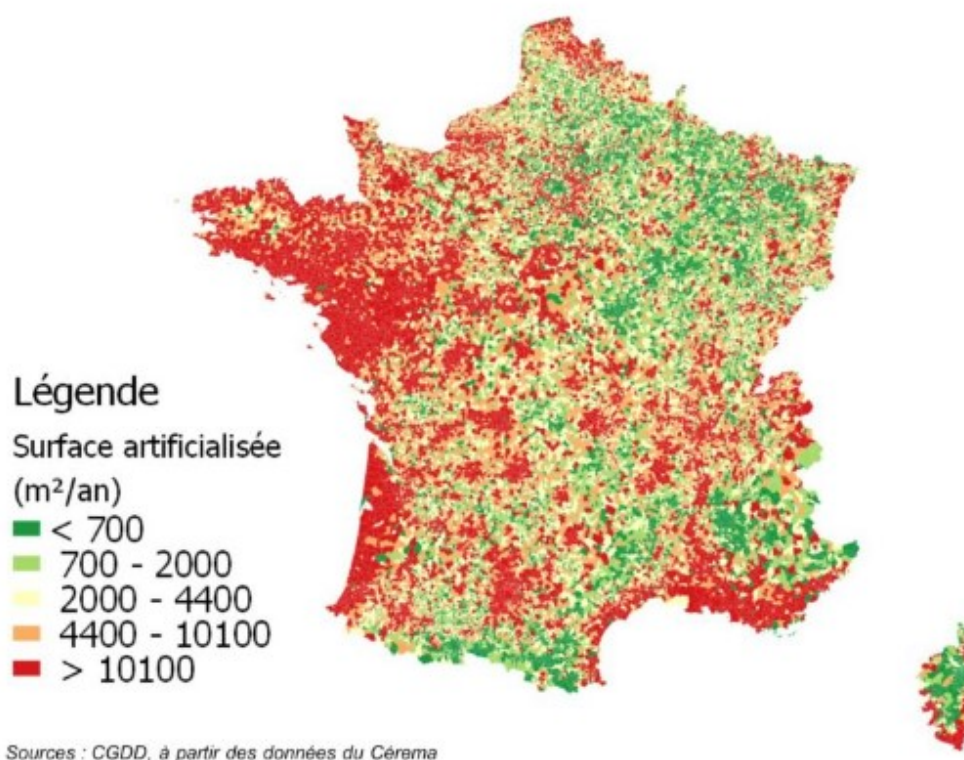 Légende
Surface artificialisée
(m²/an)
< 700
700 - 2000
2000 - 4400
4400 - 10100
> 10100
Sources : CGDD, à partir des données du Cérema